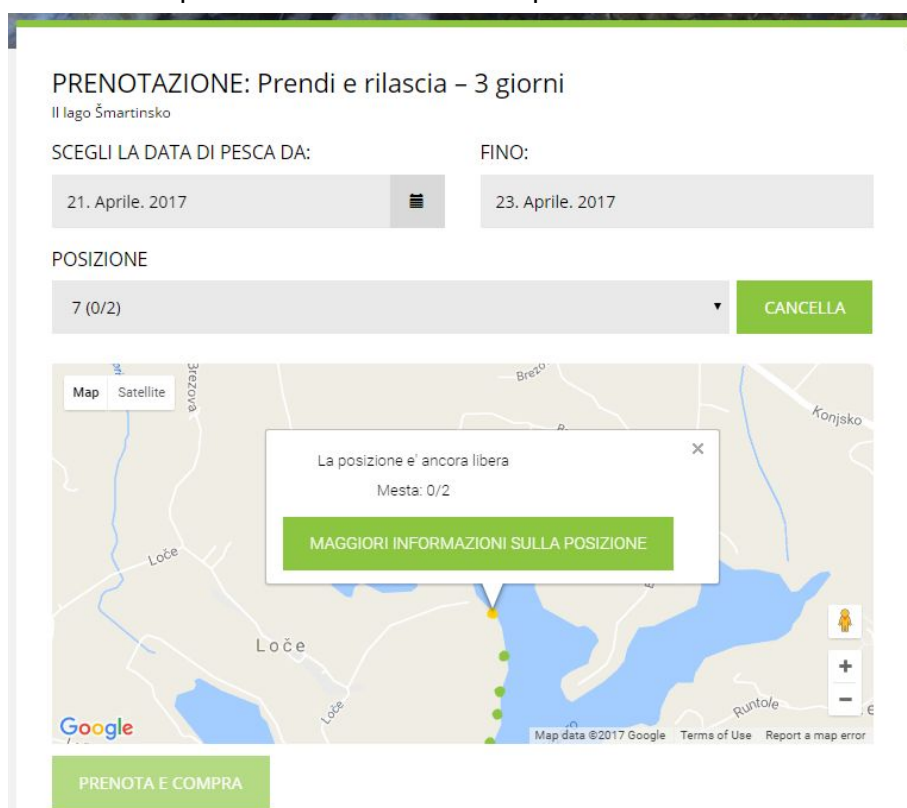 PRENOTAZIONE: Prendi e rilascia – 3 giorni
Il lago Šmartinsko
SCEGLI LA DATA DI PESCA DA:
FINO:
21. Aprile. 2017
23. Aprile. 2017
POSIZIONE
7 (0/2)
CANCELLA
Map
Satellite
Brezova
Brezo
Konjsko
La posizione e' ancora libera
Mesta: 0/2
MAGGIORI INFORMAZIONI SULLA POSIZIONE
Loče
Loče
Loče
Runtole
Google
Map data ©2017 Google
Terms of Use
Report a map error
PRENOTA E COMPRA